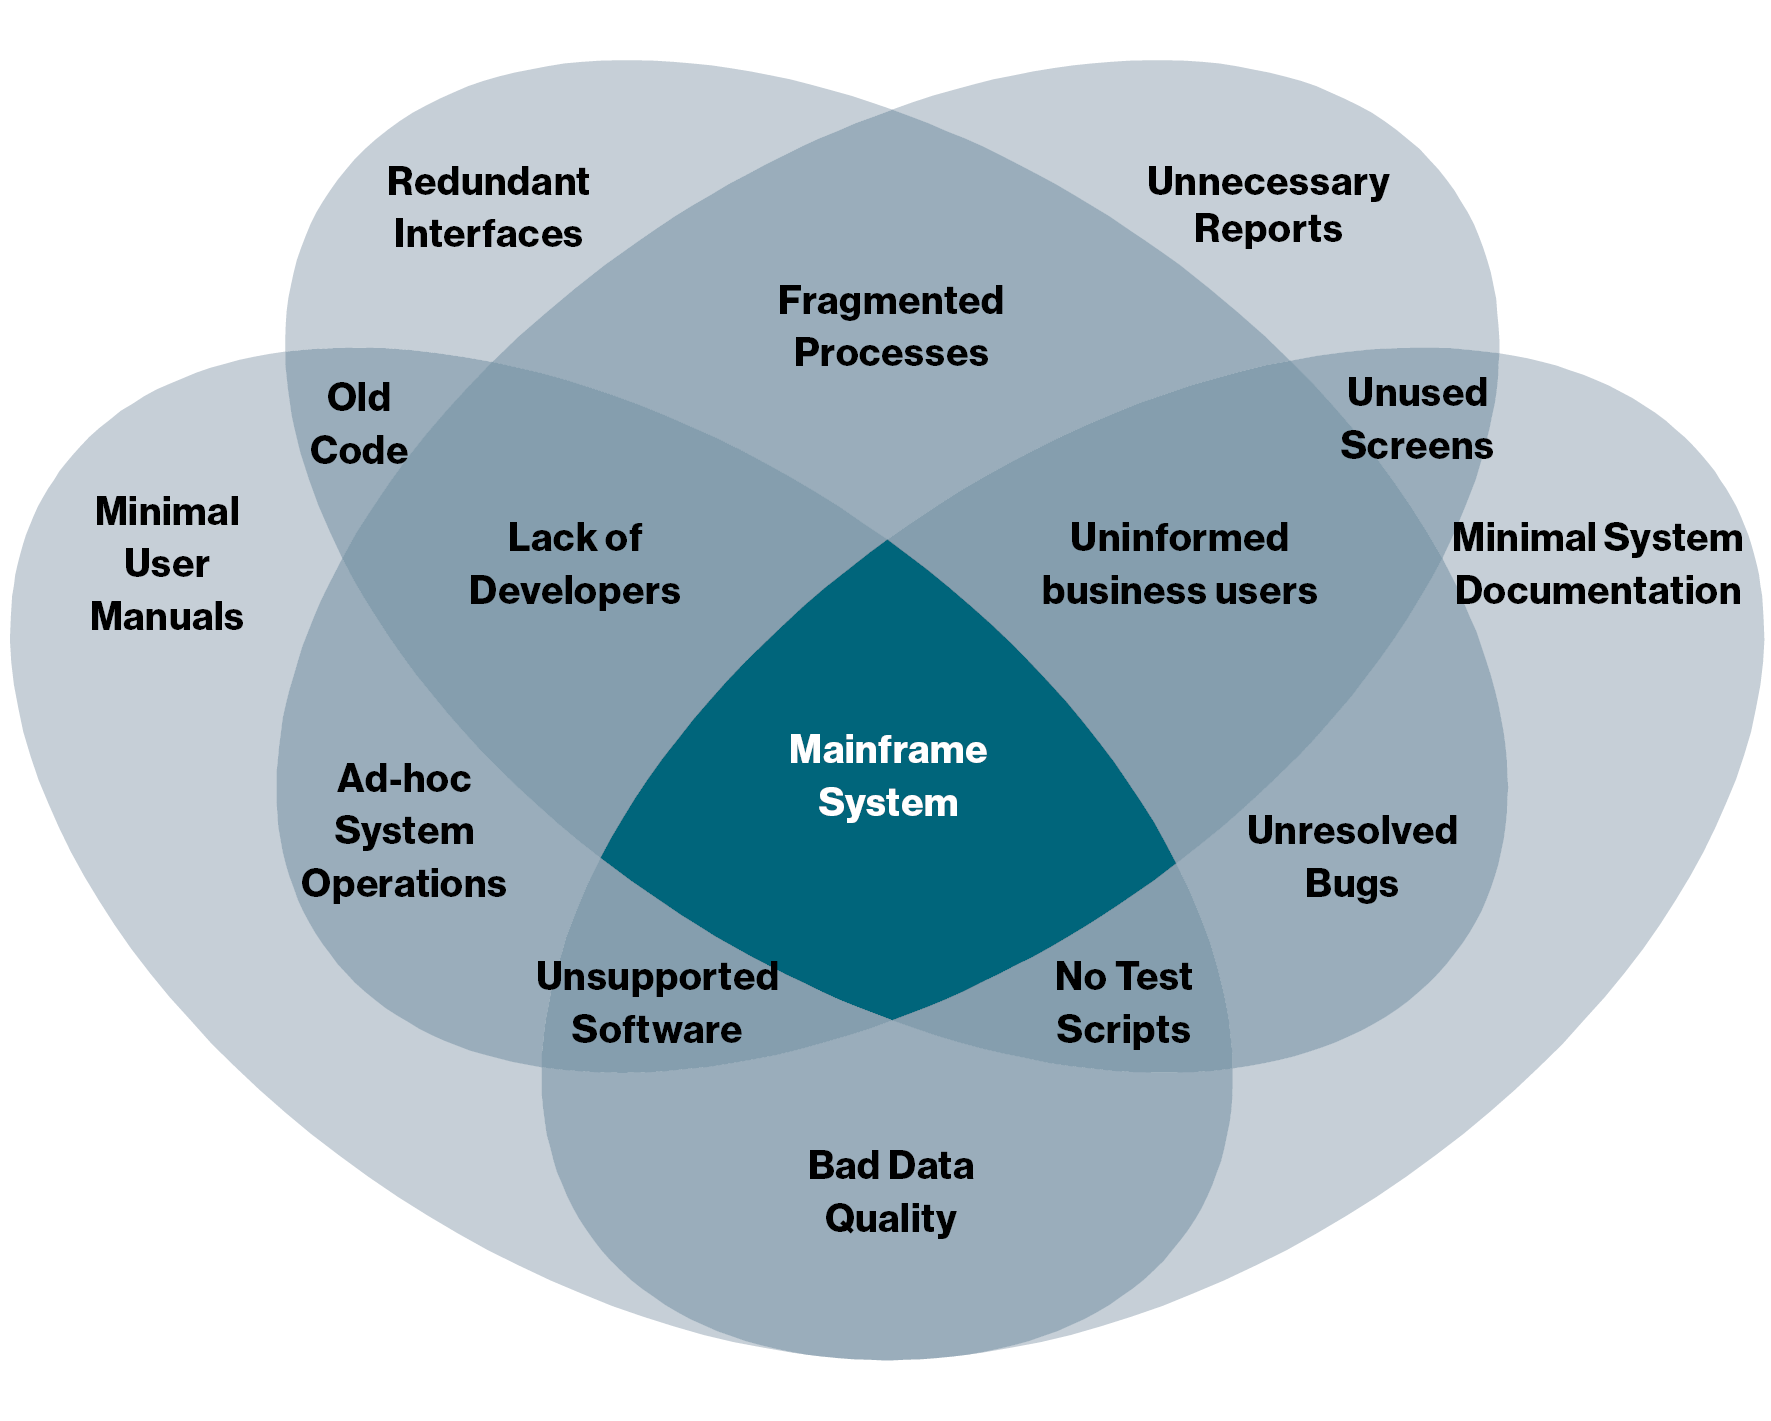 Redundant
Interfaces
Unnecessary
Reports
Fragmented
Processes
Old
Code
Unused
Screens
Minimal
User
Manuals
Lack of
Developers
Uninformed
business users
Minimal System
Documentation
Mainframe
System
Ad-hoc
System
Operations
Unresolved
Bugs
Unsupported
Software
No Test
Scripts
Bad Data
Quality